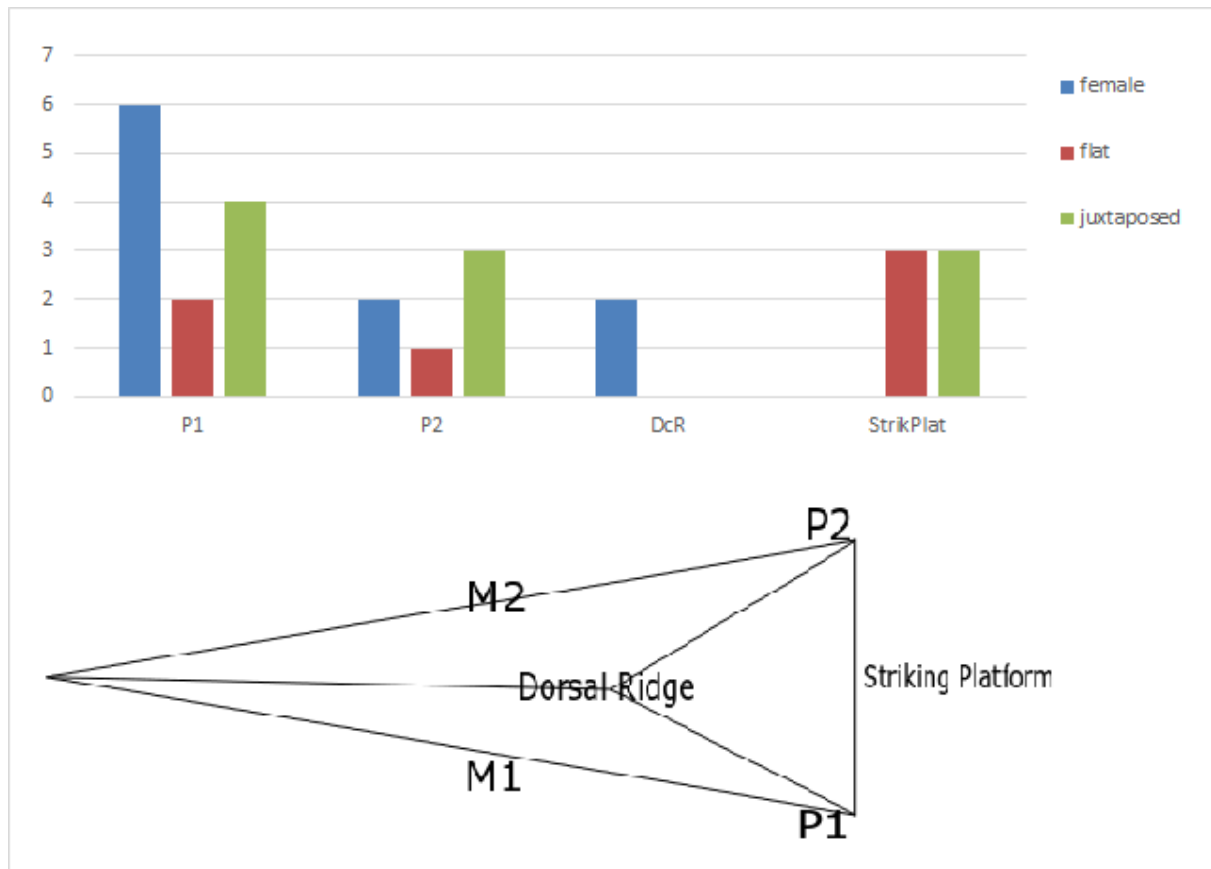 7
6
5
4
3
2
1
0
P1 P2 DcR StrikPlat
female
flat
juxtaposed
P2
M2
Dorsal Ridge
Striking Platform
M1
P1